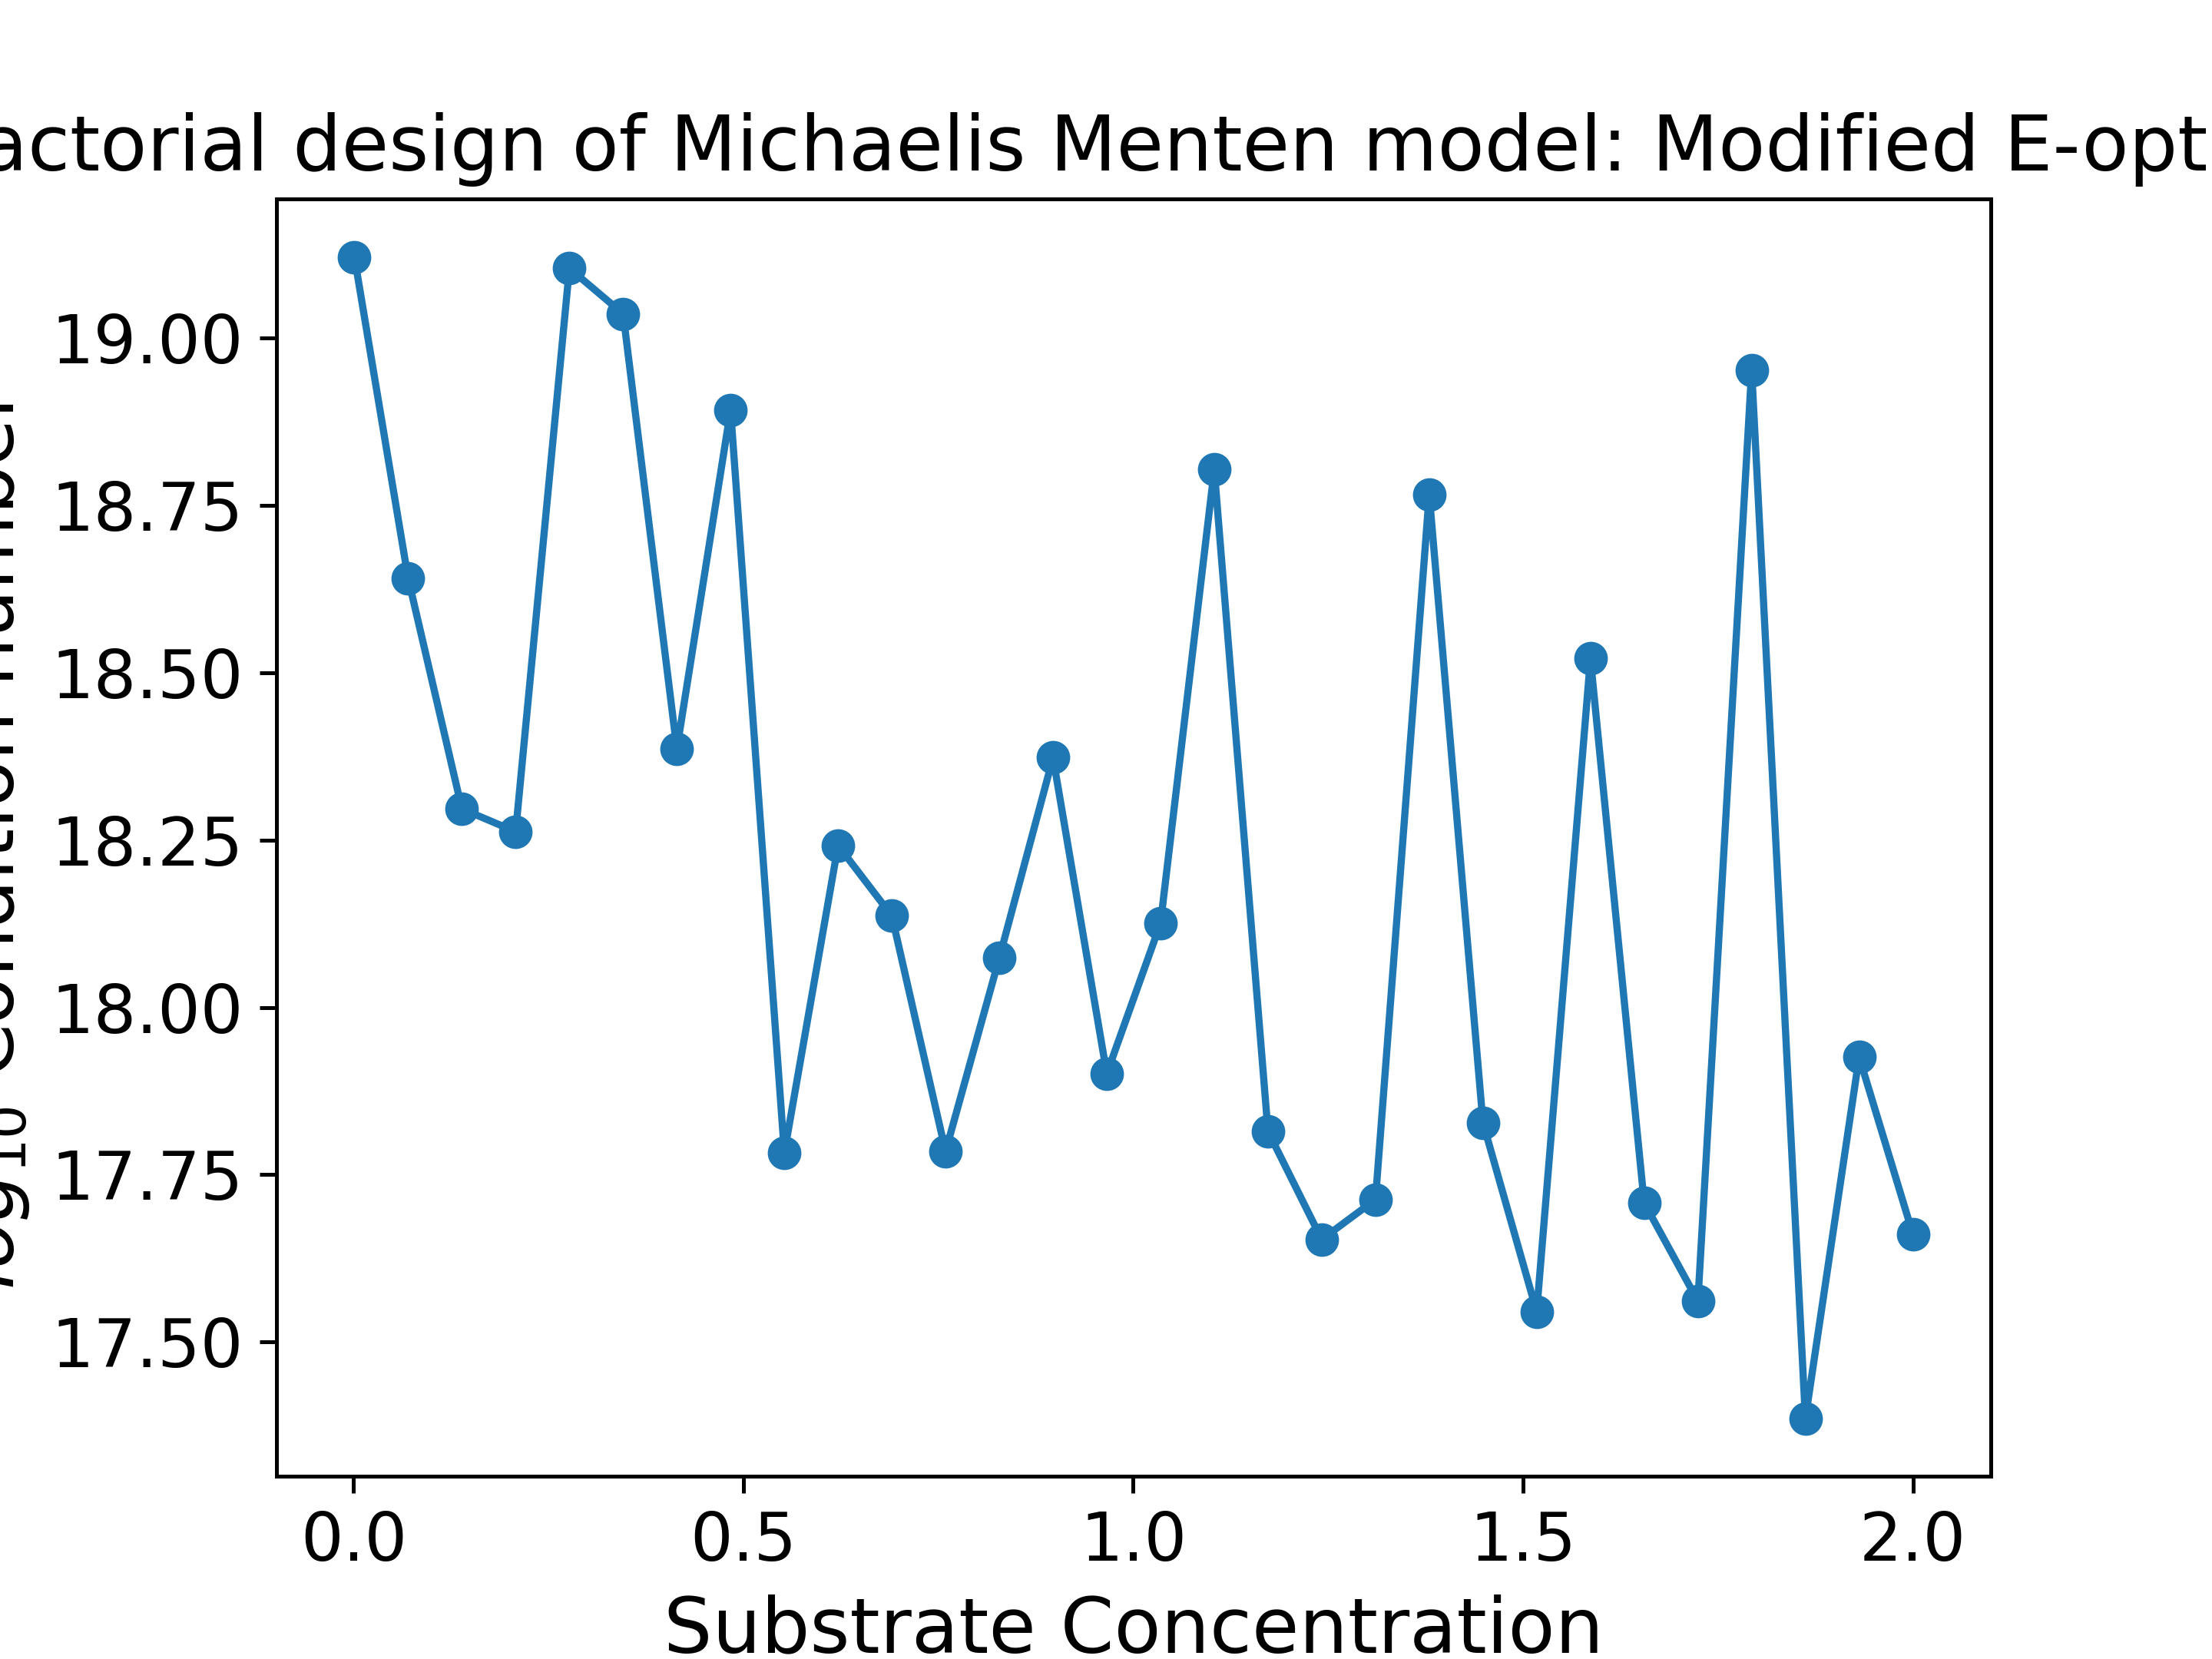 actorial design of Michaelis Menten model: Modified E-opt
19.00
18.75
18.50
18.25
18.00
17.75
17.50
0.0 0.5 1.0 1.5 2.0
Substrate Concentration